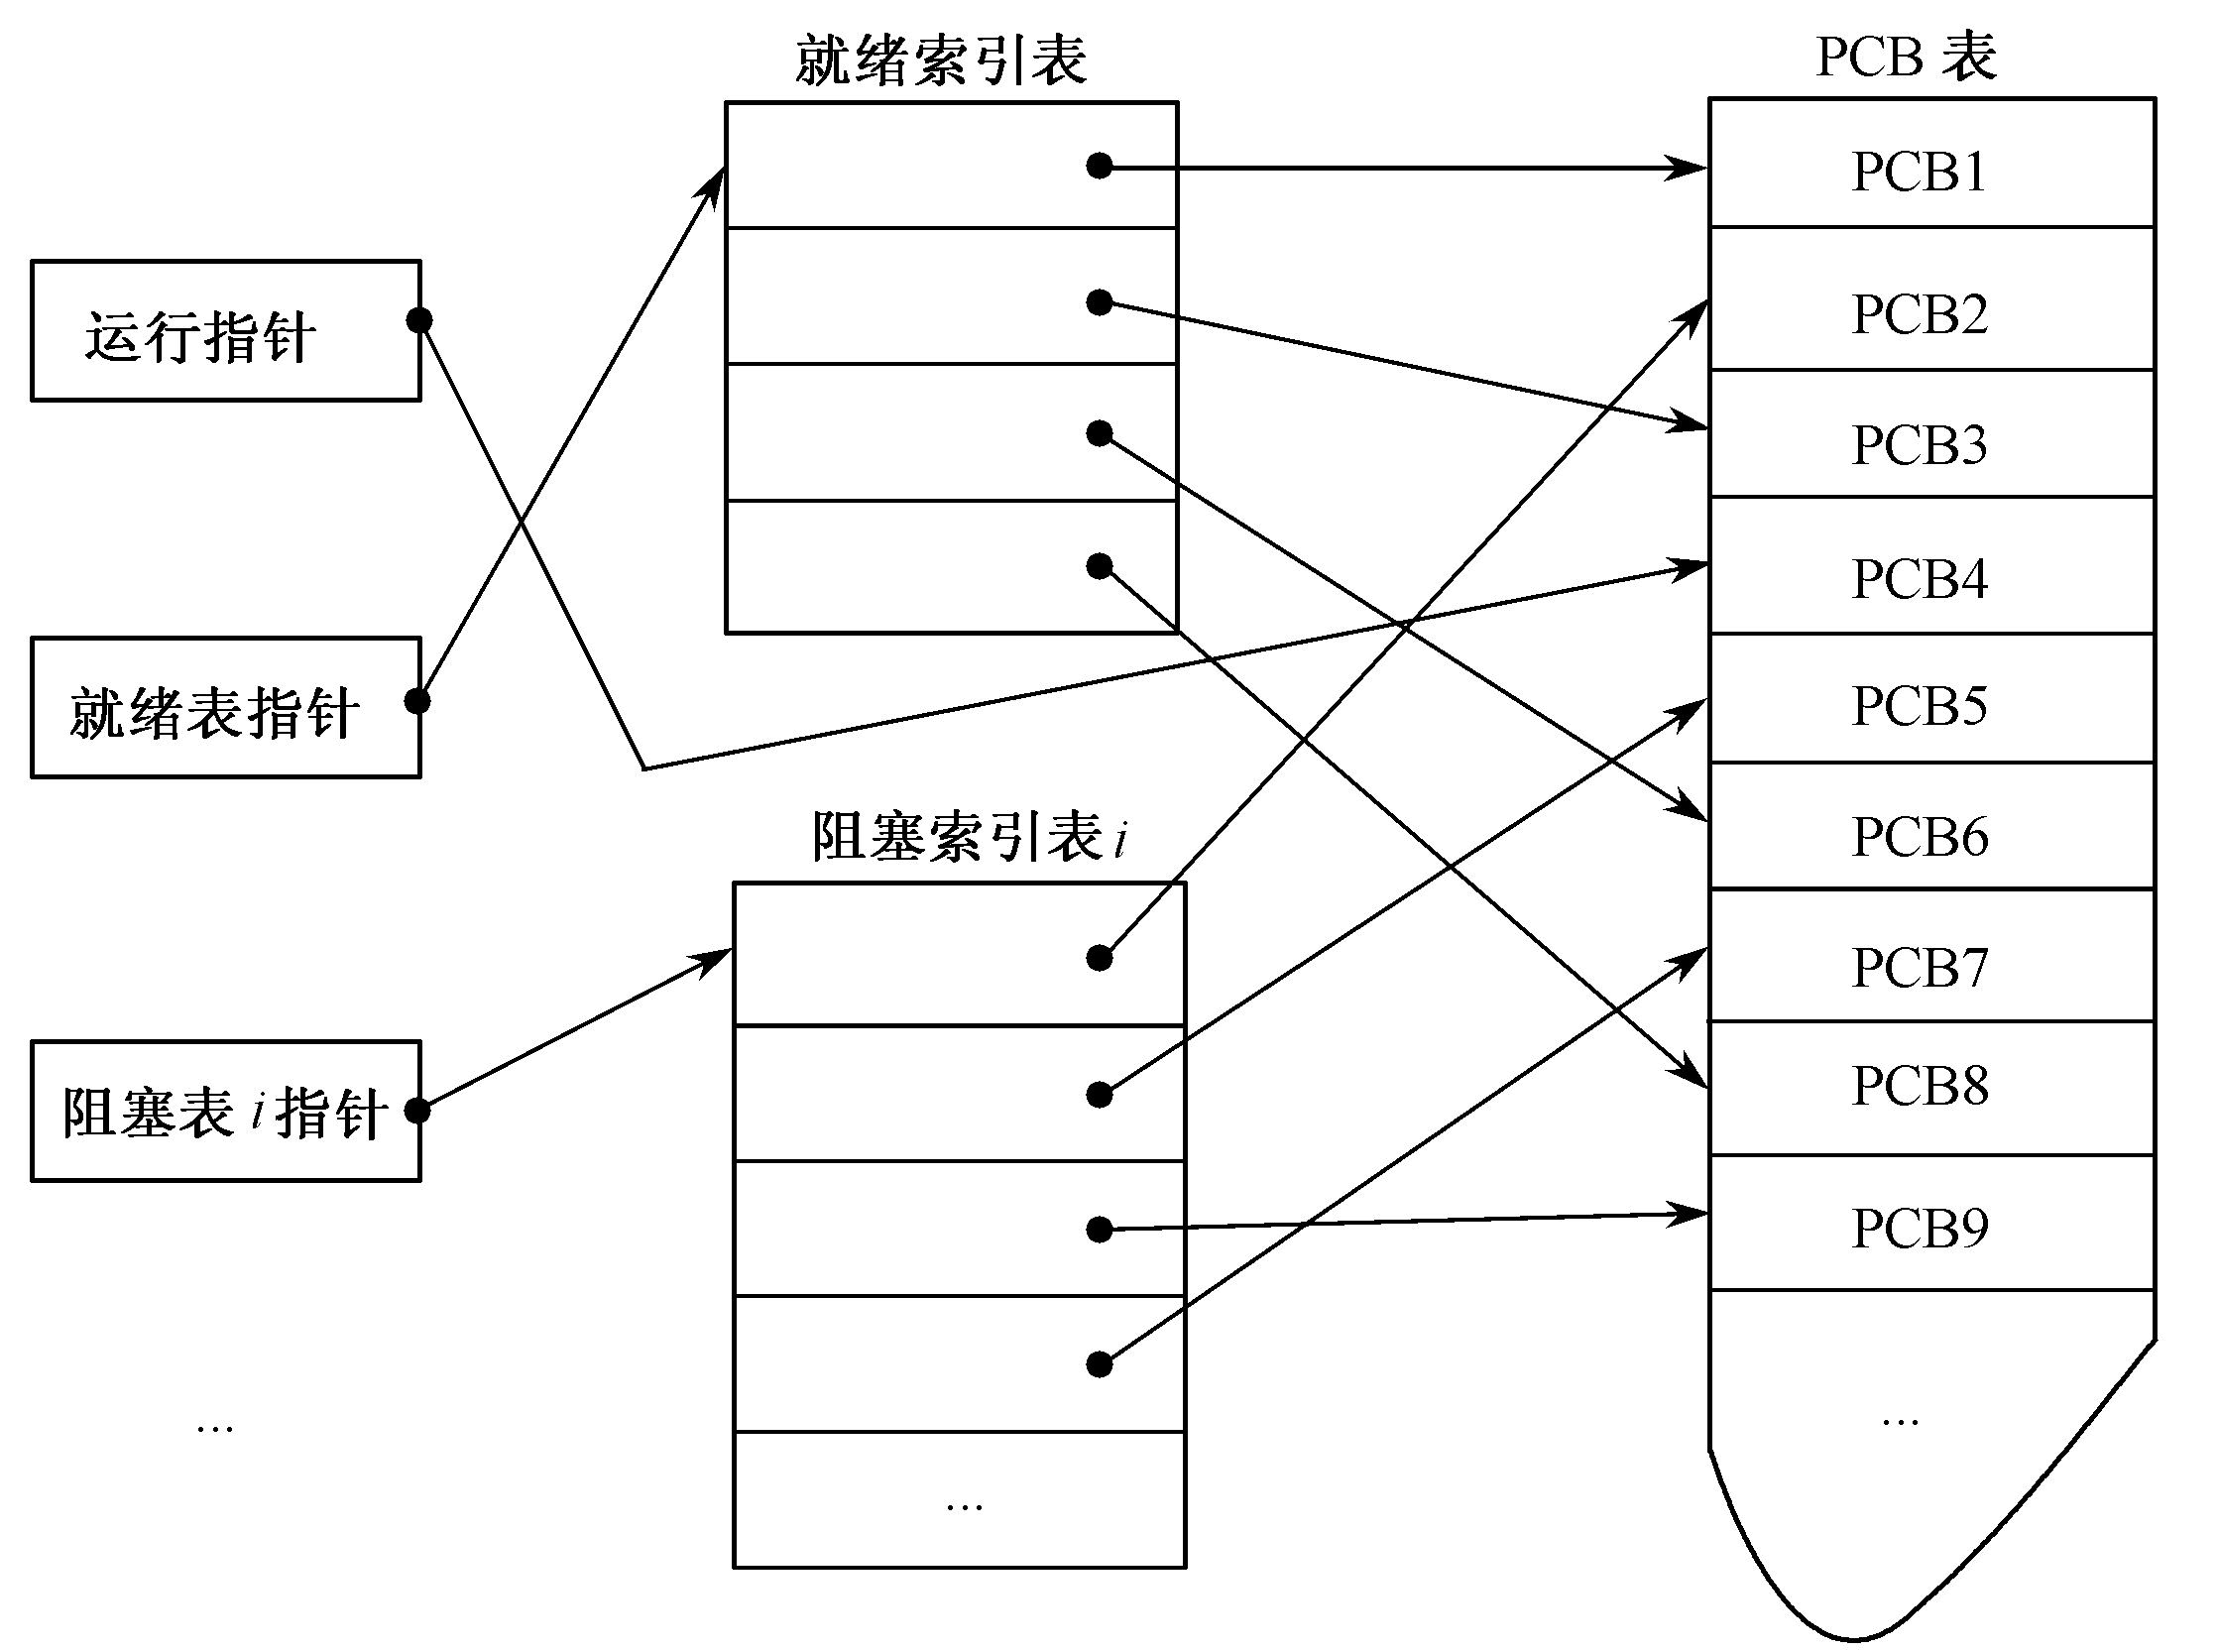 就绪索引表
PCB 表
运行指针
就绪表指针
阻塞表 i 指针
...
阻塞索引表 i
...
PCB1
PCB2
PCB3
PCB4
PCB5
PCB6
PCB7
PCB8
PCB9
...